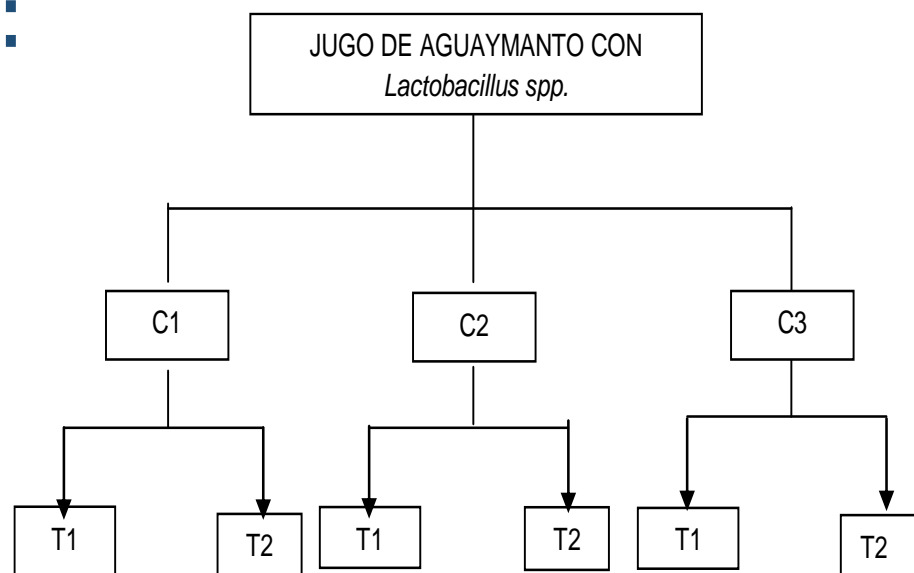 JUGO DE AGUAYMANTO CON
Lactobacillus spp.
C1 C2 C3
T1 T2 T1 T2 T1 T2